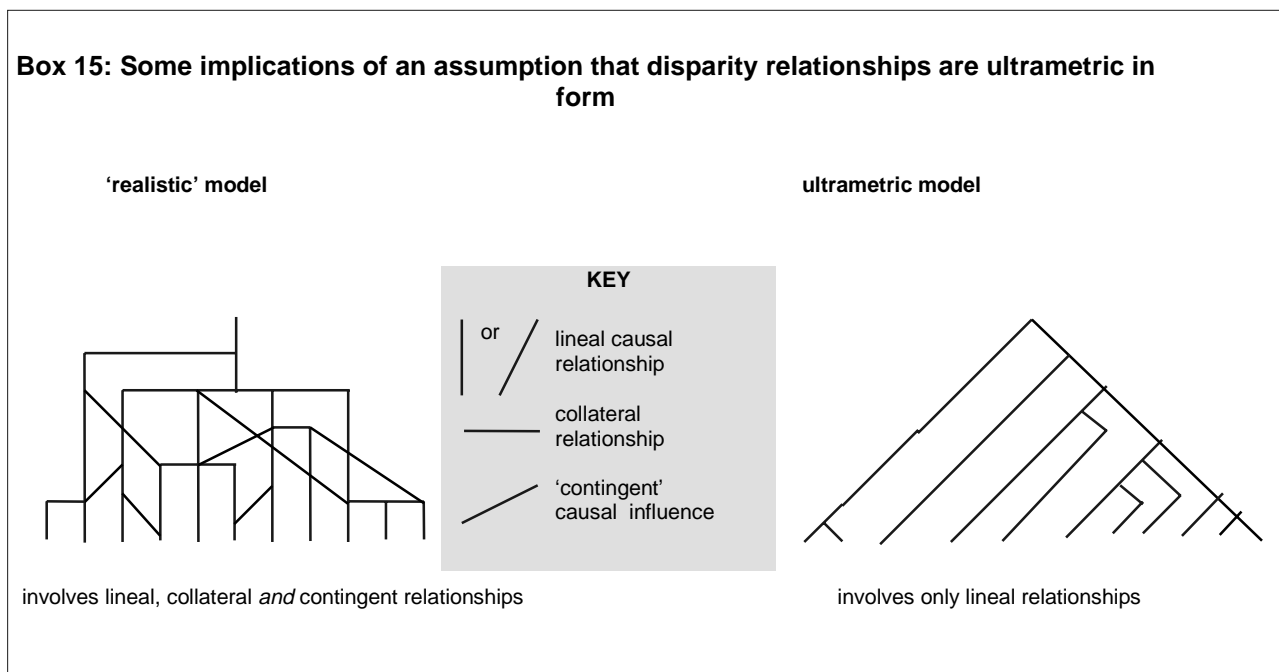 Box 15: Some implications of an assumption that disparity relationships are ultrametric in
form
‘realistic’ model
ultrametric model
KEY
or
lineal causal
relationship
collateral
relationship
‘contingent’
causal influence
involves lineal, collateral and contingent relationships
involves only lineal relationships